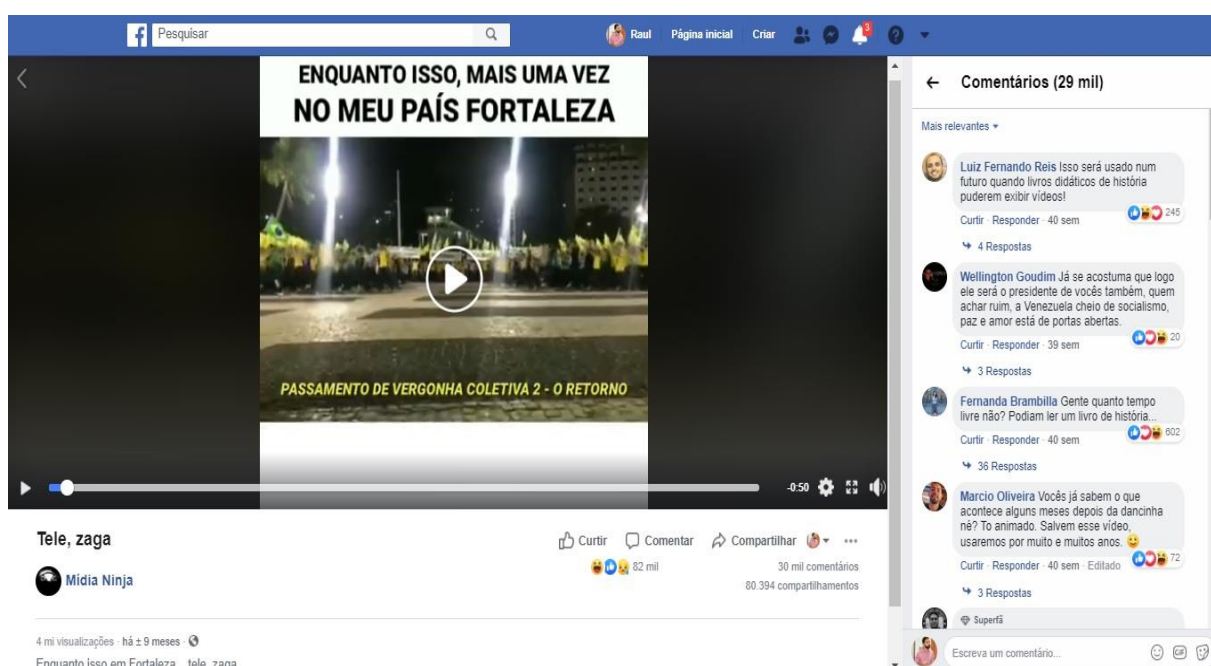 Pesquisar
Raul Página inicial Criar
3
ENQUANTO ISSO, MAIS UMA VEZ
NO MEU PAÍS FORTALEZA
PASSAMENTO DE VERGONHA COLETIVA 2 - O RETORNO
-0:50
Tele, zaga
Curtir Comentar Compartilhar
82 mil
30 mil comentários
80.394 compartilhamentos
Mídia Ninja
4 mi visualizações · há ± 9 meses ·
Enquanto isso em Fortaleza... tele, zaga
Comentários (29 mil)
Mais relevantes
Luiz Fernando Reis Isso será usado num
futuro quando livros didáticos de história
puderem exibir vídeos!
245
Curtir · Responder · 40 sem
4 Respostas
Wellington Goudim Já se acostuma que logo
ele será o presidente de vocês também, quem
achar ruim, a Venezuela cheio de socialismo,
paz e amor está de portas abertas.
20
Curtir · Responder · 39 sem
3 Respostas
Fernanda Brambilla Gente quanto tempo
livre não? Podiam ler um livro de história...
602
Curtir · Responder · 40 sem
36 Respostas
Marcio Oliveira Vocês já sabem o que
acontece alguns meses depois da dancinha
né? To animado. Salvem esse vídeo,
usaremos por muito e muitos anos.
72
Curtir · Responder · 40 sem · Editado
3 Respostas
Superfã
Escreva um comentário...
GIF